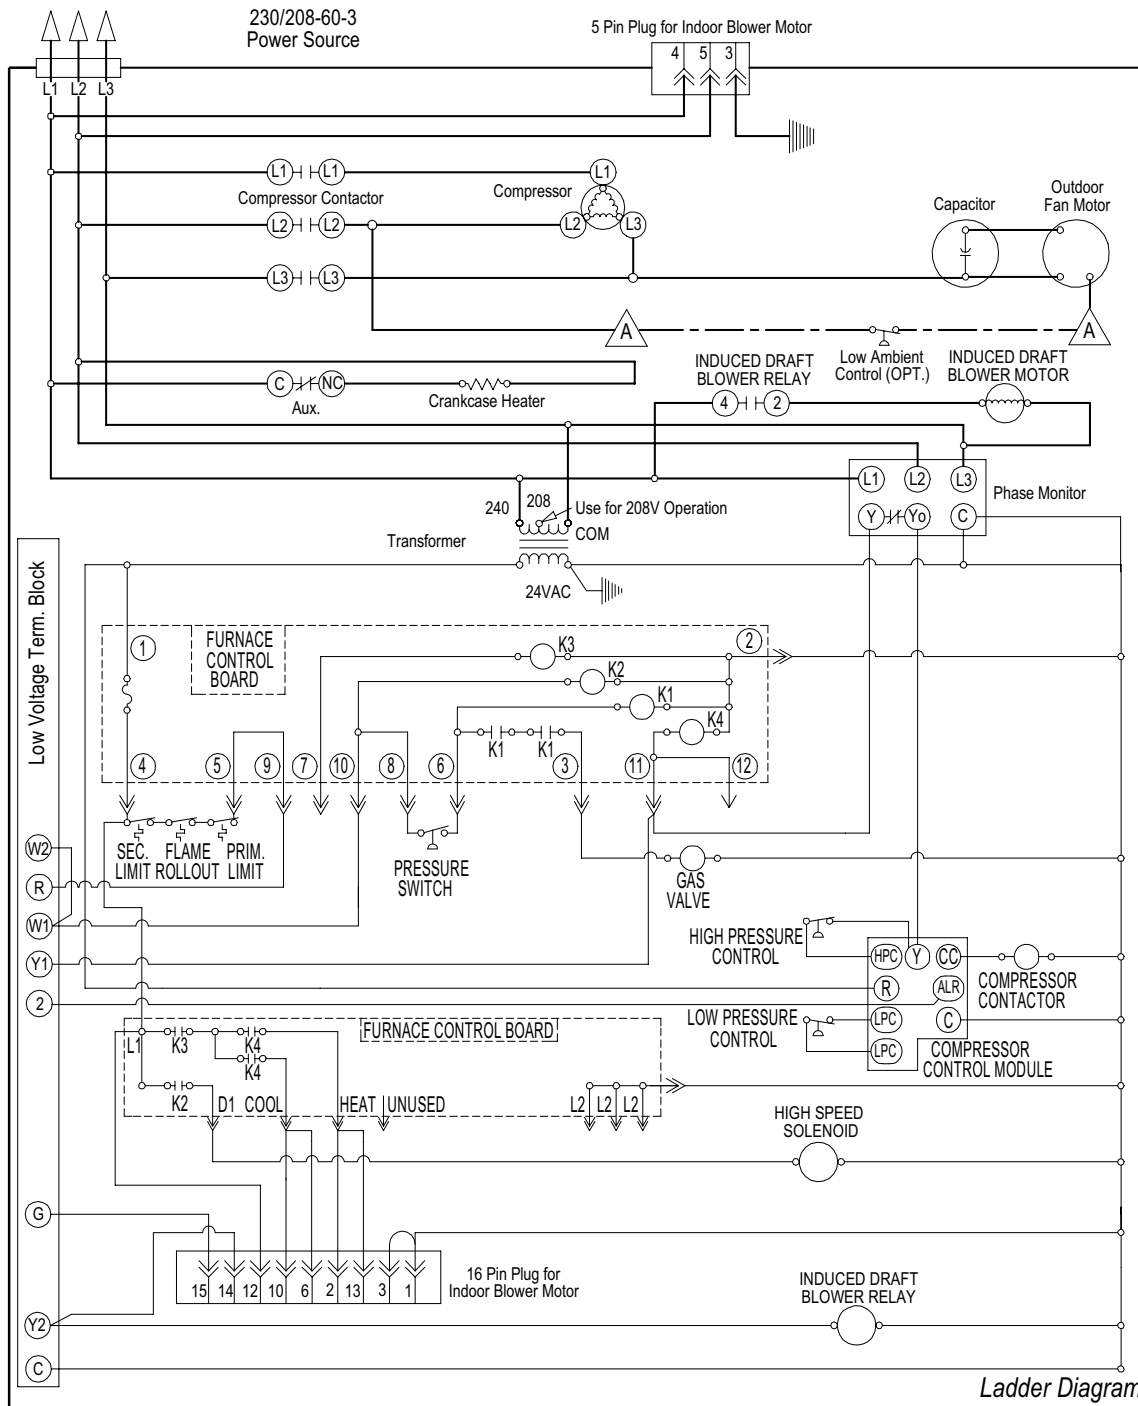 230/208-60-3
Power Source
5 Pin Plug for Indoor Blower Motor
4 5 3
L1 L2 L3
L1 L1
L1
Compressor Contactor
Compressor
L2 L2
L2 L3
L3 L3
Capacitor
Outdoor
Fan Motor
A
A
Low Ambient
Control (OPT.)
C NC
Aux.
Crankcase Heater
INDUCED DRAFT
BLOWER RELAY
4 2
INDUCED DRAFT
BLOWER MOTOR
L1 L2 L3
Phase Monitor
Y Yo C
240 208
Use for 208V Operation
COM
Transformer
24VAC
Low Voltage Term. Block
FURNACE
CONTROL
BOARD
1
2
K3
K2
K1
K4
K1 K1
4 5 9 7 10 8 6 3 11 12
SEC.
LIMIT
FLAME
ROLLOUT
PRIM.
LIMIT
PRESSURE
SWITCH
GAS
VALVE
W2
R
W1
Y1
2
HIGH PRESSURE
CONTROL
HPC Y CC
COMPRESSOR
CONTACTOR
R ALR
LOW PRESSURE
CONTROL
LPC C
LPC
COMPRESSOR
CONTROL MODULE
FURNACE CONTROL BOARD
L1 K3 K4
K4
K2
D1 COOL HEAT UNUSED
L2 L2 L2
HIGH SPEED
SOLENOID
G
15 14 12 10 6 2 13 3 1
16 Pin Plug for
Indoor Blower Motor
INDUCED DRAFT
BLOWER RELAY
Y2
C
Ladder Diagram